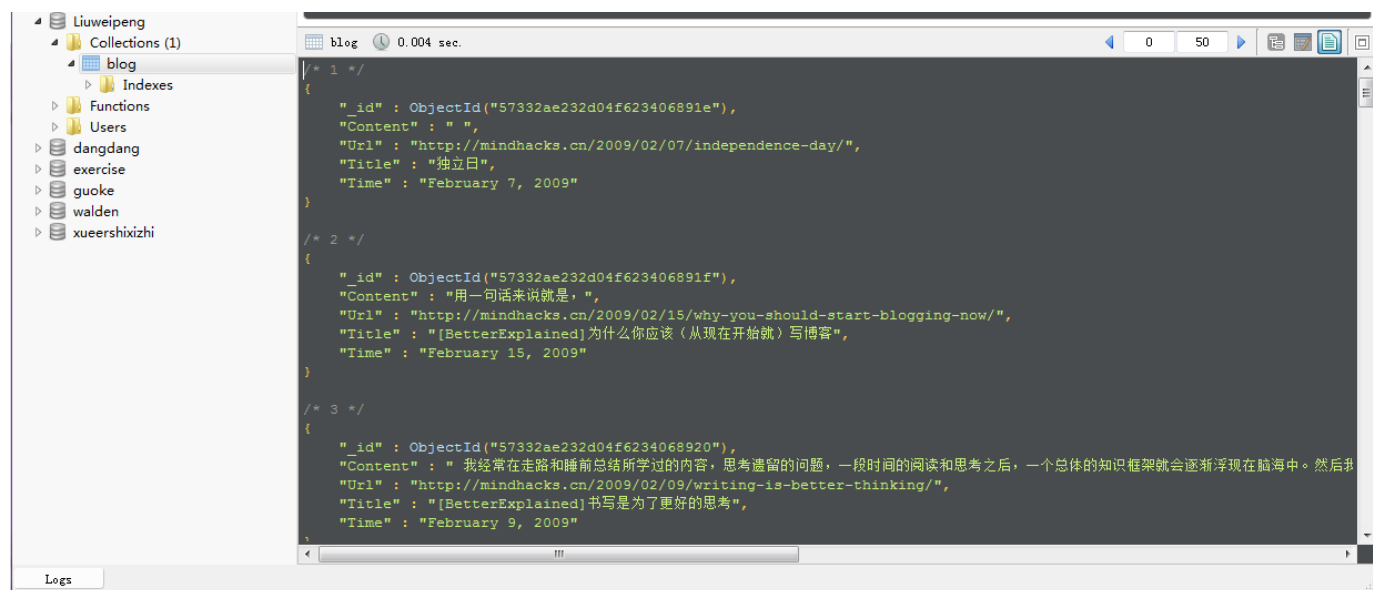 Liuweipeng
Collections (1)
blog
Indexes
Functions
Users
dangdang
exercise
guoke
walden
xueershixizhi
blog 0.004 sec.
0 50
/* 1 */
{
"_id" : ObjectId("57332ae232d04f623406891e"),
"Content" : " ",
"Url" : "http://mindhacks.cn/2009/02/07/independence-day/",
"Title" : "独立日",
"Time" : "February 7, 2009"
}
/* 2 */
{
"_id" : ObjectId("57332ae232d04f623406891f"),
"Content" : "用一句话来说就是，",
"Url" : "http://mindhacks.cn/2009/02/15/why-you-should-start-blogging-now/",
"Title" : "[BetterExplained]为什么你应该（从现在开始就）写博客",
"Time" : "February 15, 2009"
}
/* 3 */
{
"_id" : ObjectId("57332ae232d04f6234068920"),
"Content" : " 我经常在走路和睡前总结所学过的内容，思考遗留的问题，一段时间的阅读和思考之后，一个总体的知识框架就会逐渐浮现在脑海中。然后我
"Url" : "http://mindhacks.cn/2009/02/09/writing-is-better-thinking/",
"Title" : "[BetterExplained]书写是为了更好的思考",
"Time" : "February 9, 2009"
Logs